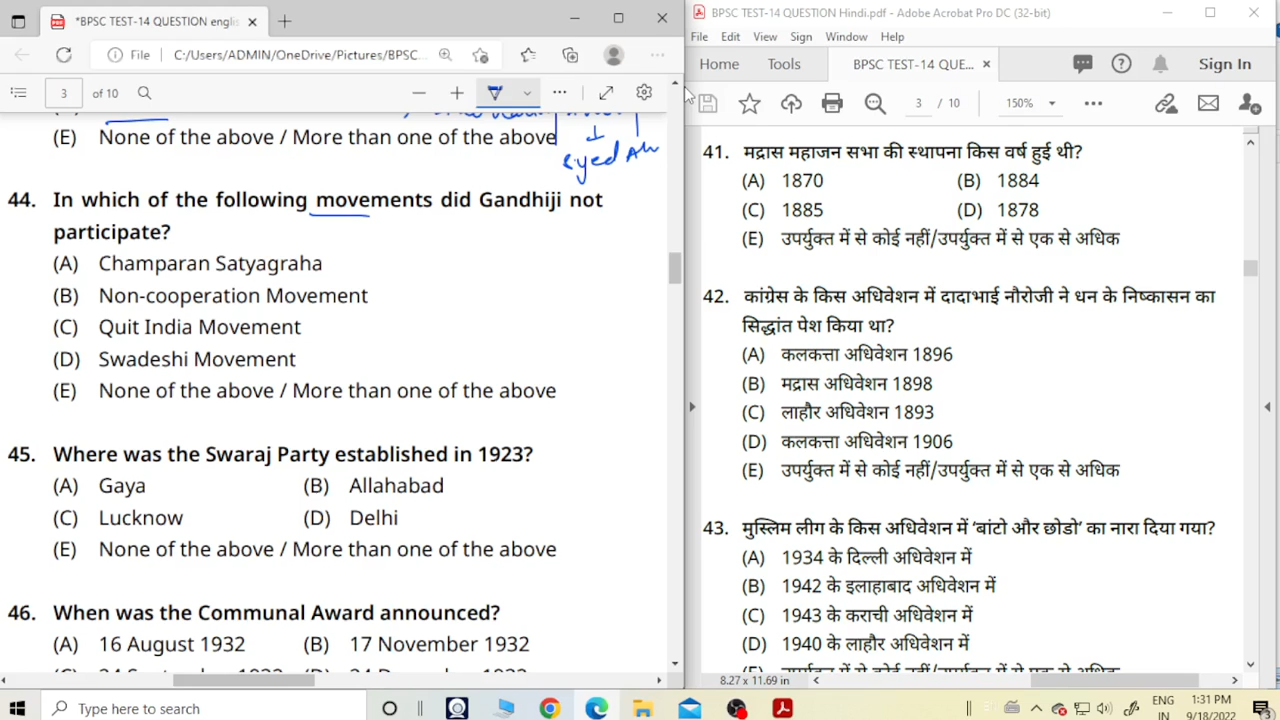 *BPSC TEST-14 QUESTION englis
File
C:/Users/ADMIN/OneDrive/Pictures/BPSC...
3 of 10
(E) None of the above / More than one of the above
syed Ah
44. In which of the following movements did Gandhiji not
participate?
(A) Champaran Satyagraha
(B) Non-cooperation Movement
(C) Quit India Movement
(D) Swadeshi Movement
(E) None of the above / More than one of the above
45. Where was the Swaraj Party established in 1923?
(A) Gaya (B) Allahabad
(C) Lucknow (D) Delhi
(E) None of the above / More than one of the above
46. When was the Communal Award announced?
(A) 16 August 1932 (B) 17 November 1932
BPSC TEST-14 QUESTION Hindi.pdf - Adobe Acrobat Pro DC (32-bit)
File Edit View Sign Window Help
Home Tools BPSC TEST-14 QUE... Sign In
3 / 10 150%
41. मद्रास महाजन सभा की स्थापना किस वर्ष हुई थी?
(A) 1870 (B) 1884
(C) 1885 (D) 1878
(E) उपर्युक्त में से कोई नहीं/उपर्युक्त में से एक से अधिक
42. कांग्रेस के किस अधिवेशन में दादाभाई नौरोजी ने धन के निष्कासन का
सिद्धांत पेश किया था?
(A) कलकत्ता अधिवेशन 1896
(B) मद्रास अधिवेशन 1898
(C) लाहौर अधिवेशन 1893
(D) कलकत्ता अधिवेशन 1906
(E) उपर्युक्त में से कोई नहीं/उपर्युक्त में से एक से अधिक
43. मुस्लिम लीग के किस अधिवेशन में ‘बांटो और छोडो’ का नारा दिया गया?
(A) 1934 के दिल्ली अधिवेशन में
(B) 1942 के इलाहाबाद अधिवेशन में
(C) 1943 के कराची अधिवेशन में
(D) 1940 के लाहौर अधिवेशन में
8.27 x 11.69 in
Type here to search
ENG
IN
1:31 PM
9/18/2022